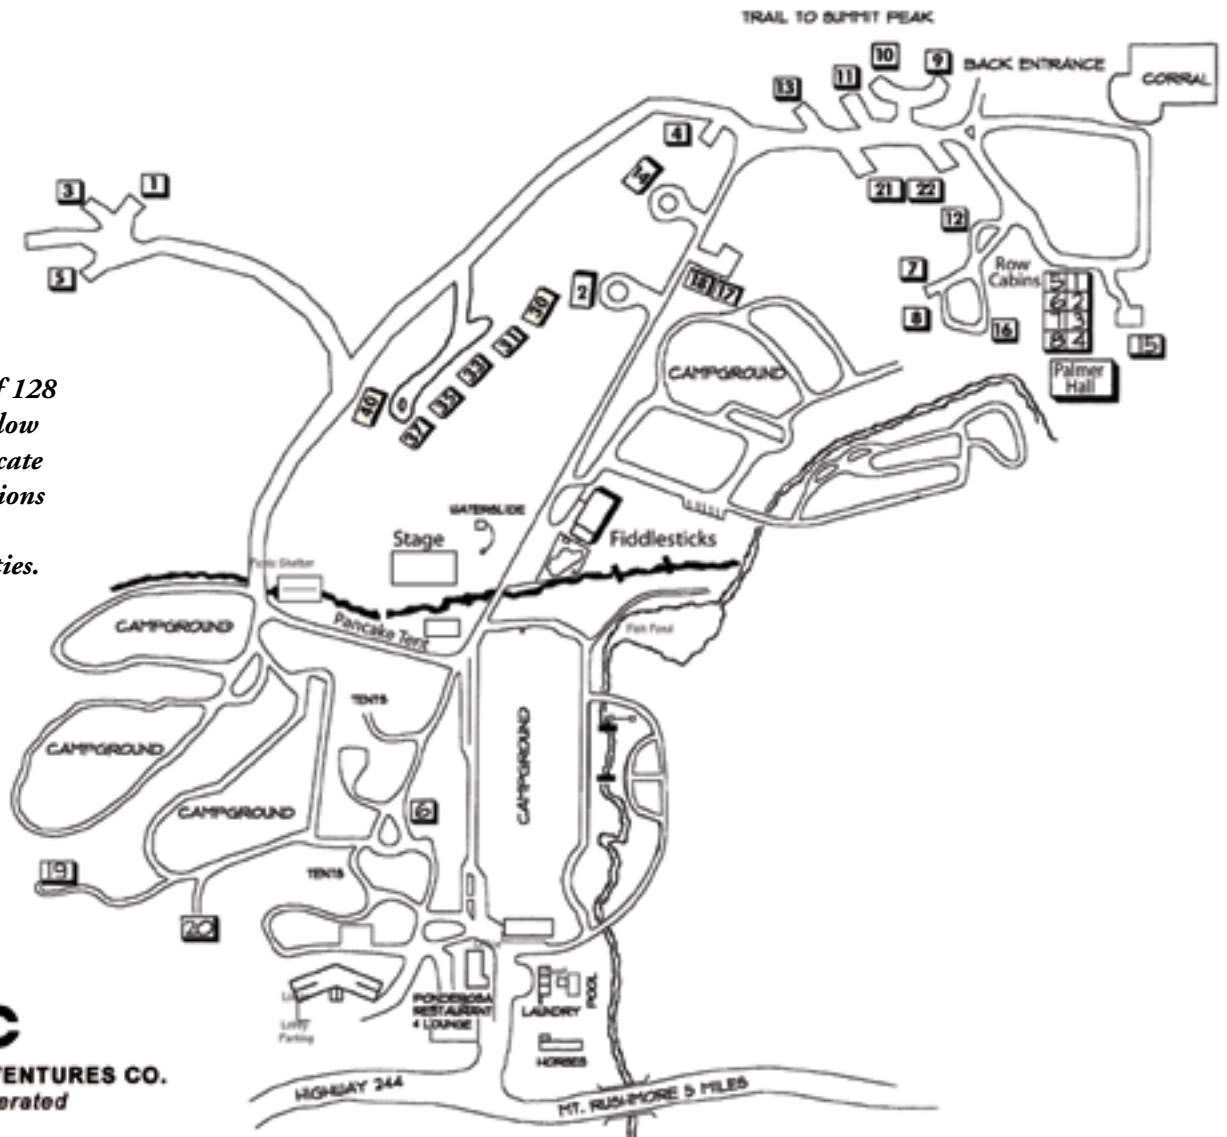 TRAIL TO SUMMIT PEAK
10
9
BACK ENTRANCE
11
CORRAL
13
4
14
3
1
21
22
12
5
7
Row
Cabins
5 1
6 2
7 3
8 4
18 17
2
30
8
16
15
31
33
CAMPGROUND
Palmer
Hall
f 128
40
35
low
37
cate
ions
WATERSLIDE
Stage
Fiddlesticks
ties.
Picnic Shelter
CAMPGROUND
Pancake Tent
Fish Pond
TENTS
CAMPGROUND
CAMPGROUND
CAMPGROUND
6
19
TENTS
20
PONDEROSA
RESTAURANT
& LOUNGE
LAUNDRY
POOL
Lobby
Parking
C
HORSES
VENTURES CO.
erated
HIGHWAY 244
MT. RUSHMORE 5 MILES